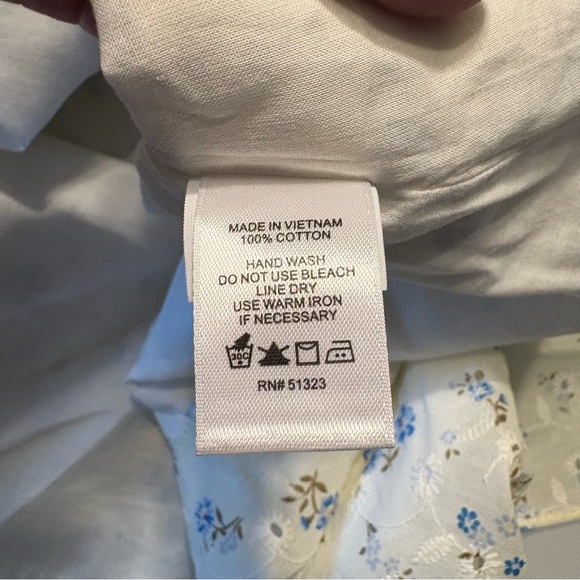 MADE IN VIETNAM
100% COTTON
HAND WASH
DO NOT USE BLEACH
LINE DRY
USE WARM IRON
IF NECESSARY
30C
RN# 51323